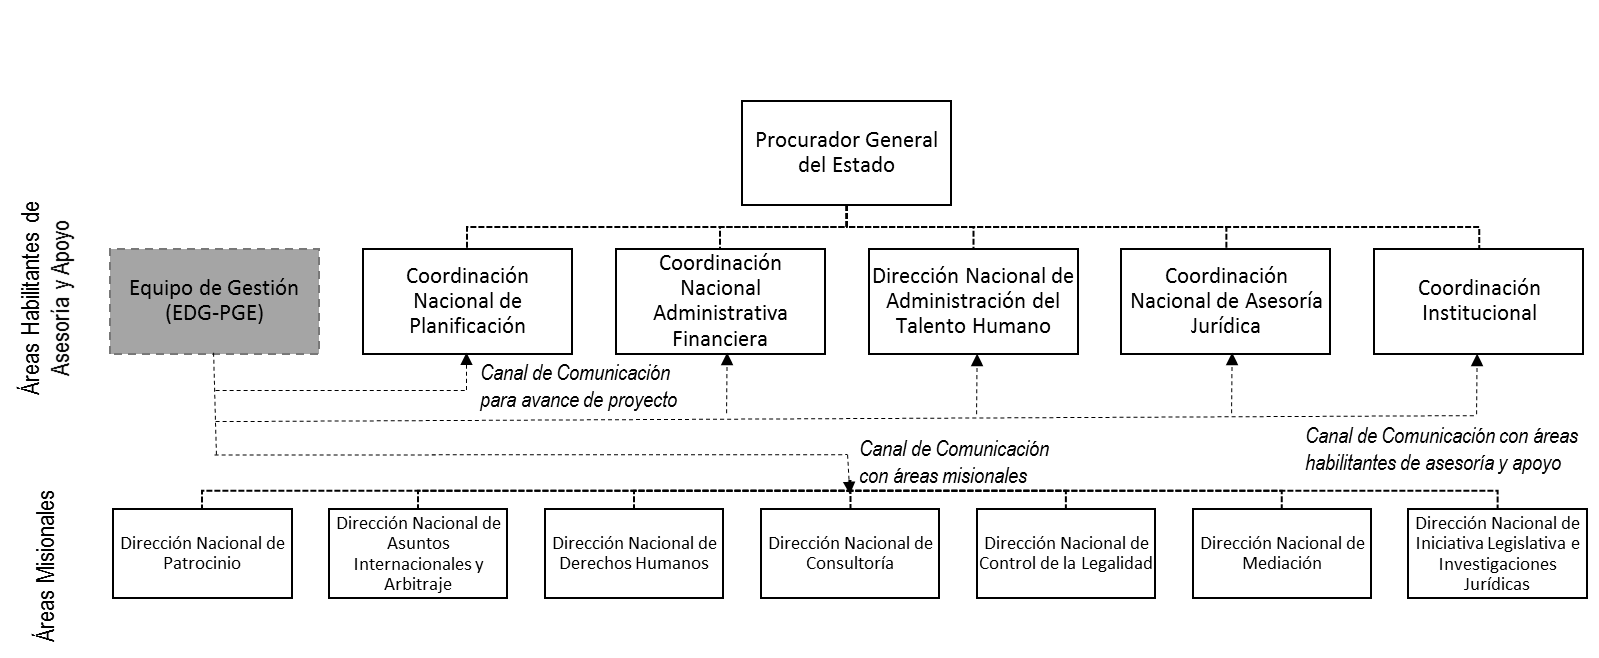 Procurador General
del Estado
Áreas Habilitantes de
Asesoría y Apoyo
Equipo de Gestión
(EDG-PGE)
Coordinación
Nacional de
Planificación
Coordinación
Nacional
Administrativa
Financiera
Dirección Nacional de
Administración del
Talento Humano
Coordinación
Nacional de Asesoría
Jurídica
Coordinación
Institucional
Canal de Comunicación
para avance de proyecto
Canal de Comunicación
con áreas misionales
Canal de Comunicación con áreas
habilitantes de asesoría y apoyo
Áreas Misionales
Dirección Nacional de
Patrocinio
Dirección Nacional de
Asuntos
Internacionales y
Arbitraje
Dirección Nacional de
Derechos Humanos
Dirección Nacional de
Consultoría
Dirección Nacional de
Control de la Legalidad
Dirección Nacional de
Mediación
Dirección Nacional de
Iniciativa Legislativa e
Investigaciones
Jurídicas